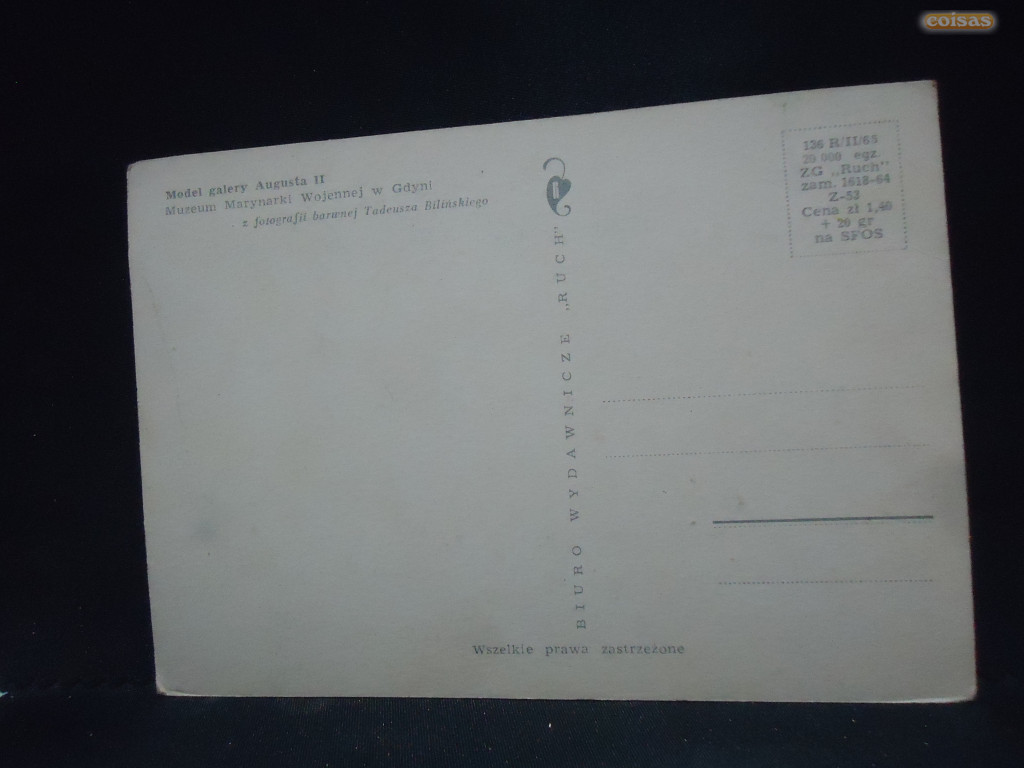 coisas
Model galery Augusta II
Muzeum Marynarki Wojennej w Gdyni
z fotografii barwnej Tadeusza Bilińskiego
BIURO WYDAWNICZE „RUCH”
136 R/II/65
20 000 egz.
ZG „Ruch”
zam. 1618-64
Z-53
Cena zł 1,40
+ 20 gr
na SFOS
Wszelkie prawa zastrzeżone